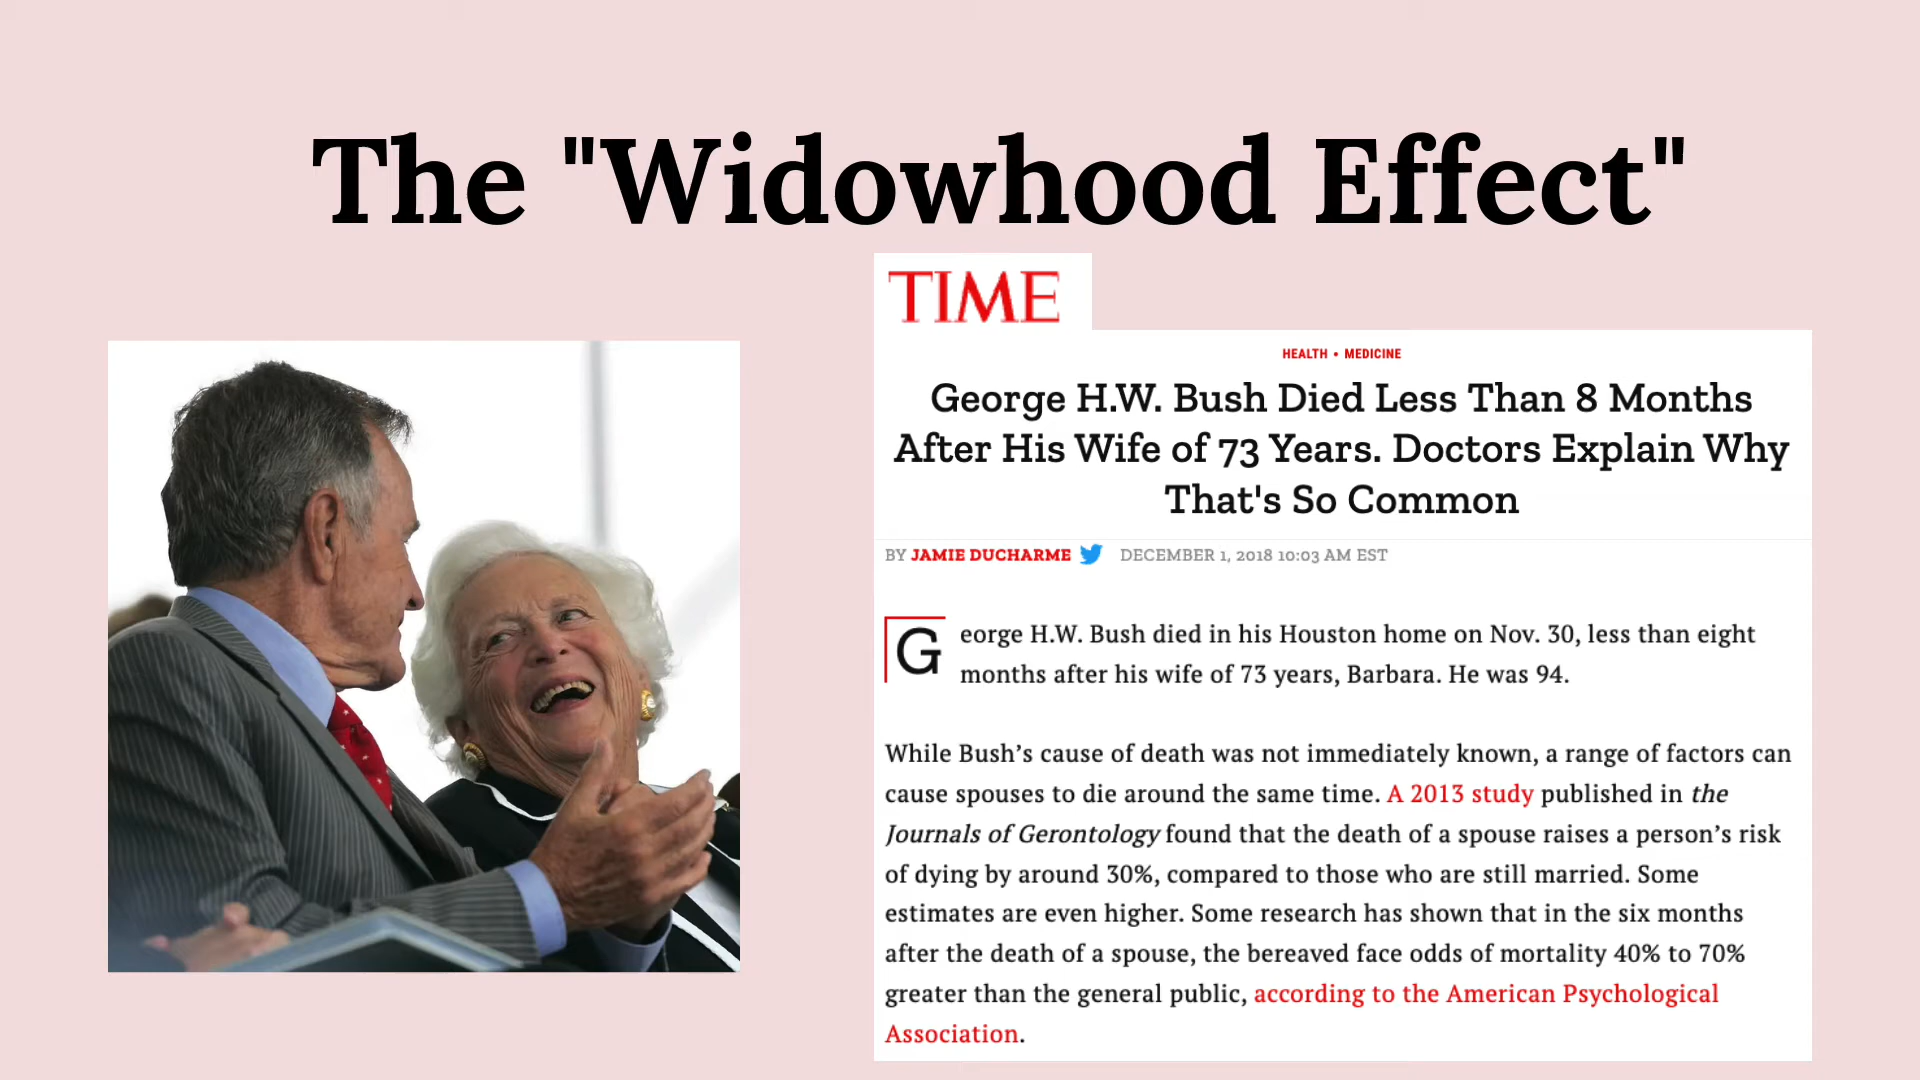 The "Widowhood Effect"
TIME
HEALTH • MEDICINE
George H.W. Bush Died Less Than 8 Months
After His Wife of 73 Years. Doctors Explain Why
That's So Common
BY JAMIE DUCHARME DECEMBER 1, 2018 10:03 AM EST
George H.W. Bush died in his Houston home on Nov. 30, less than eight
months after his wife of 73 years, Barbara. He was 94.
While Bush’s cause of death was not immediately known, a range of factors can
cause spouses to die around the same time. A 2013 study published in the
Journals of Gerontology found that the death of a spouse raises a person’s risk
of dying by around 30%, compared to those who are still married. Some
estimates are even higher. Some research has shown that in the six months
after the death of a spouse, the bereaved face odds of mortality 40% to 70%
greater than the general public, according to the American Psychological
Association.